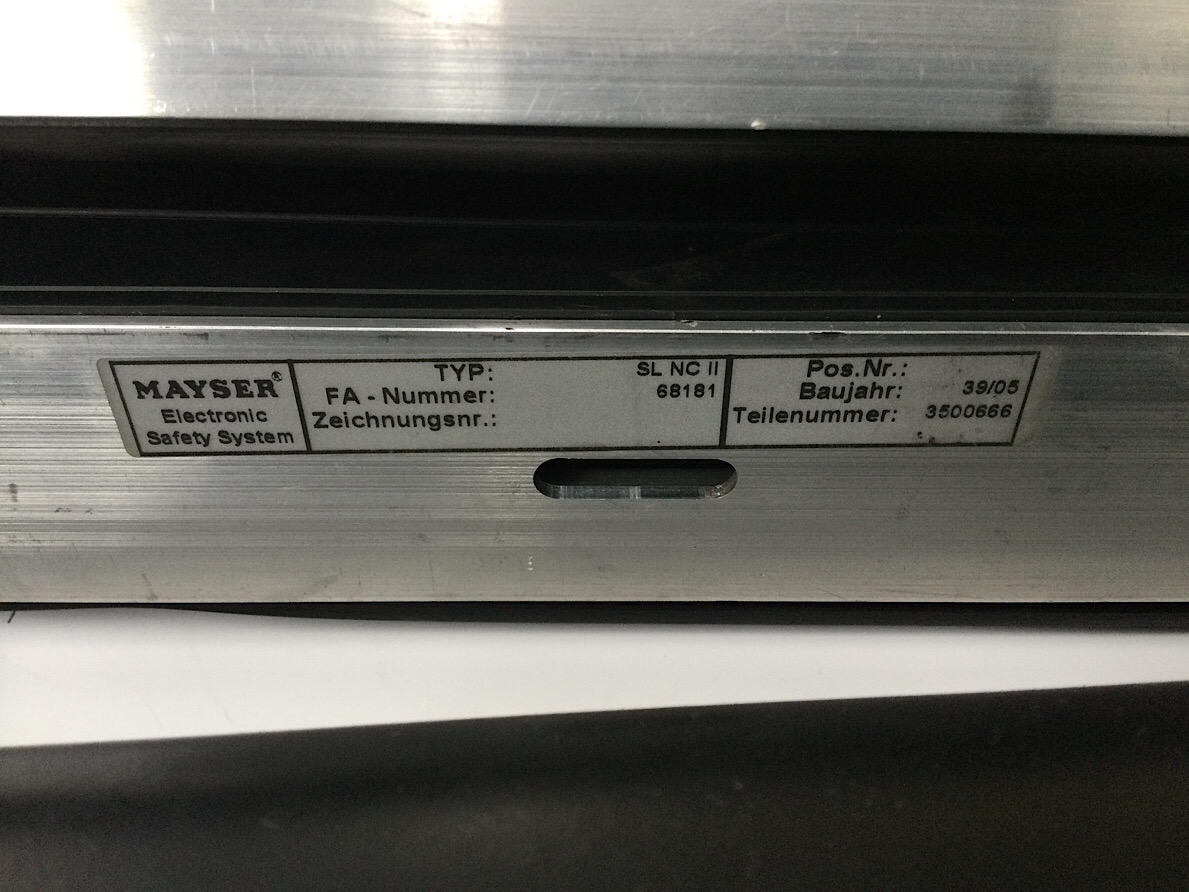 MAYSER®
Electronic
Safety System
TYP: SL NC II
FA - Nummer: 68181
Zeichnungsnr.:
Pos.Nr.:
Baujahr: 39/05
Teilenummer: 3500666